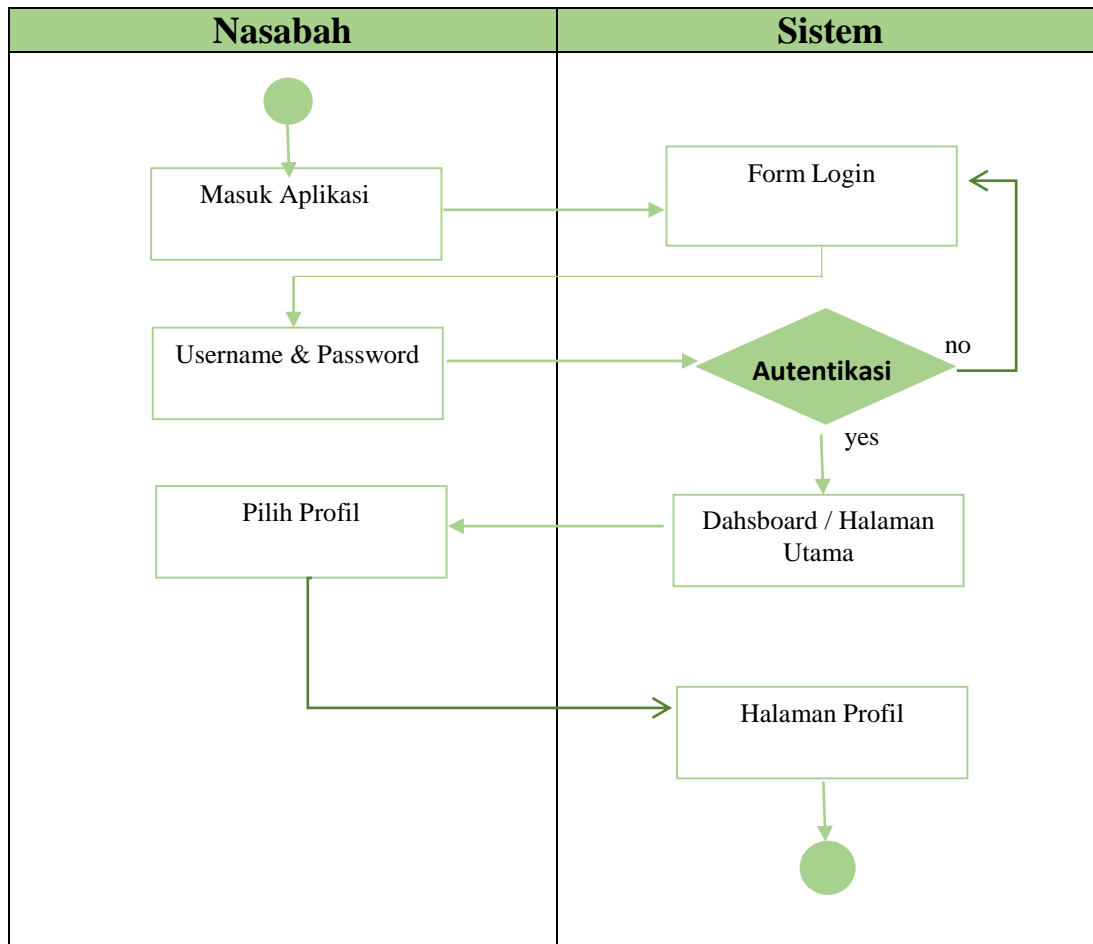 Nasabah
Sistem
Masuk Aplikasi
Form Login
Username & Password
Autentikasi
no
yes
Pilih Profil
Dahsboard / Halaman
Utama
Halaman Profil